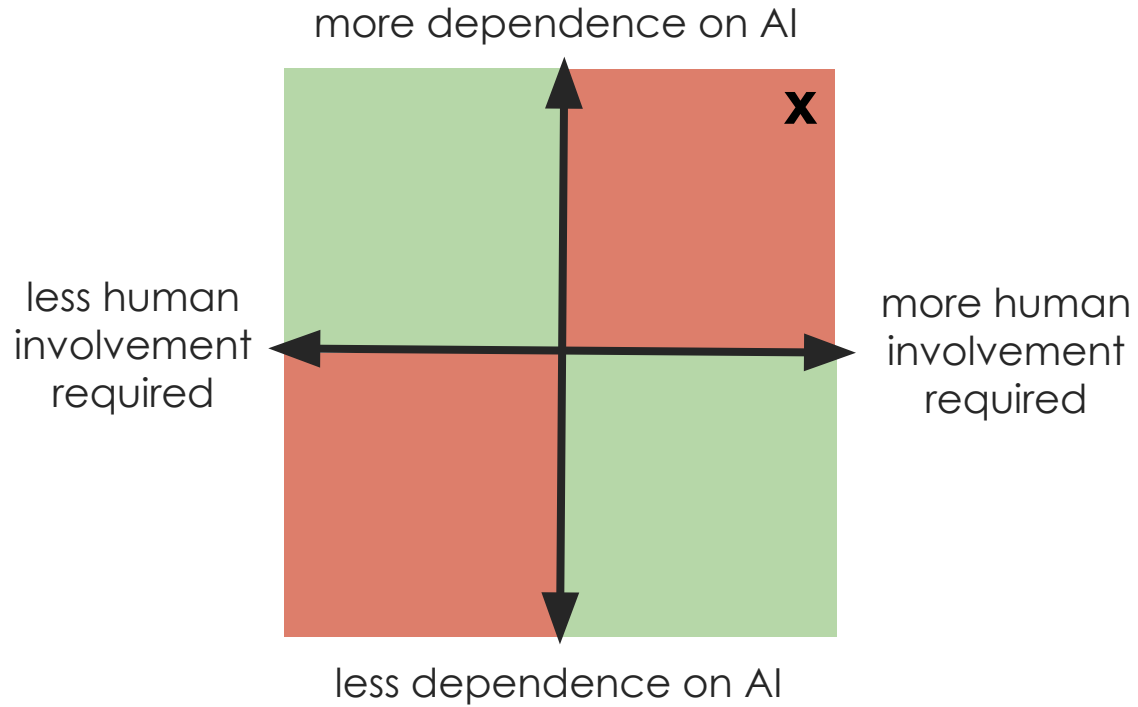 more dependence on AI
x
less human
involvement
required
more human
involvement
required
less dependence on AI